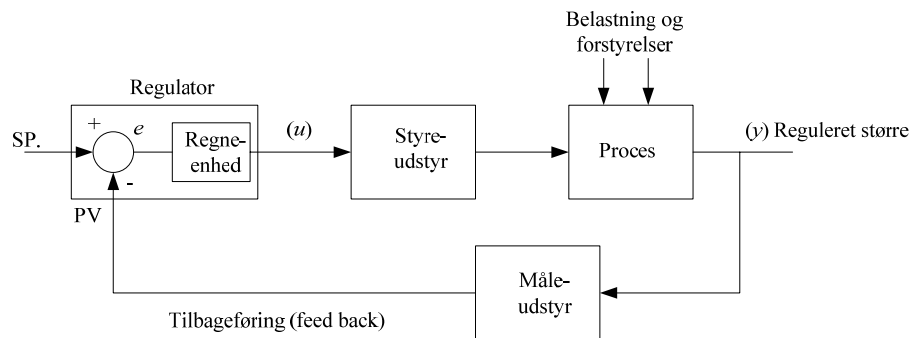 Belastning og
forstyrelser
Regulator
SP.
+
e
-
PV
Regne-
enhed
(u)
Styre-
udstyr
Proces
(y) Reguleret større
Måle-
udstyr
Tilbageføring (feed back)